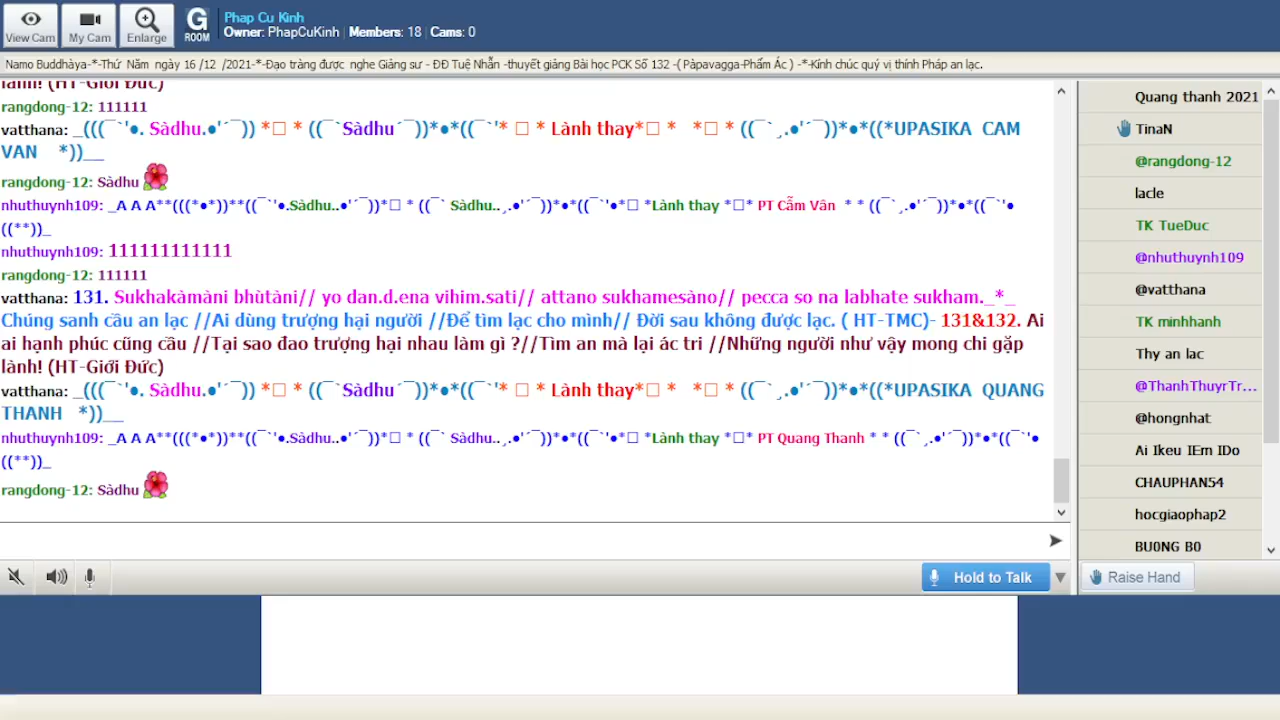 View Cam
My Cam
Enlarge
G
ROOM
Phap Cu Kinh
Owner: PhapCuKinh | Members: 18 | Cams: 0
Namo Buddhàya-*-Thứ Năm ngày 16 /12 /2021-*-Đạo tràng được nghe Giảng sư - ĐĐ Tuệ Nhẫn -thuyết giảng Bài học PCK Số 132 -( Pàpavagga-Phẩm Ác ) -*-Kính chúc quý vị thính Pháp an lạc.
lành! (HT-Giới Đức)
rangdong-12: 111111
vatthana: _(((¯`'●. Sàdhu.●'´¯)) *□ * ((¯`Sàdhu´¯))*●*((¯`'* □ * Lành thay*□ * *□ * ((¯`¸.●'´¯))*●*((*UPASIKA CAM
VAN *))__
rangdong-12: Sàdhu
nhuthuynh109: _A A A**(((*●*))**((¯`'●.Sàdhu..●'´¯))*□ * ((¯` Sàdhu..¸.●'´¯))*●*((¯`'●*□ *Lành thay *□* PT Cẩm Vân * * ((¯`¸.●'´¯))*●*((¯`'●
((**))_
nhuthuynh109: 111111111111
rangdong-12: 111111
vatthana: 131. Sukhakàmàni bhùtàni// yo dan.d.ena vihim.sati// attano sukhamesàno// pecca so na labhate sukham._*_
Chúng sanh cầu an lạc //Ai dùng trượng hại người //Để tìm lạc cho mình// Đời sau không được lạc. ( HT-TMC)- 131&132. Ai
ai hạnh phúc cũng cầu //Tại sao đao trượng hại nhau làm gì ?//Tìm an mà lại ác tri //Những người như vậy mong chi gặp
lành! (HT-Giới Đức)
vatthana: _(((¯`'●. Sàdhu.●'´¯)) *□ * ((¯`Sàdhu´¯))*●*((¯`'* □ * Lành thay*□ * *□ * ((¯`¸.●'´¯))*●*((*UPASIKA QUANG
THANH *))__
nhuthuynh109: _A A A**(((*●*))**((¯`'●.Sàdhu..●'´¯))*□ * ((¯` Sàdhu..¸.●'´¯))*●*((¯`'●*□ *Lành thay *□* PT Quang Thanh * * ((¯`¸.●'´¯))*●*((¯`'●
((**))_
rangdong-12: Sàdhu
Hold to Talk
Quang thanh 2021
TinaN
@rangdong-12
lacle
TK TueDuc
@nhuthuynh109
@vatthana
TK minhhanh
Thy an lac
@ThanhThuyrTr...
@hongnhat
Ai Ikeu IEm IDo
CHAUPHAN54
hocgiaophap2
BU0NG B0
Raise Hand